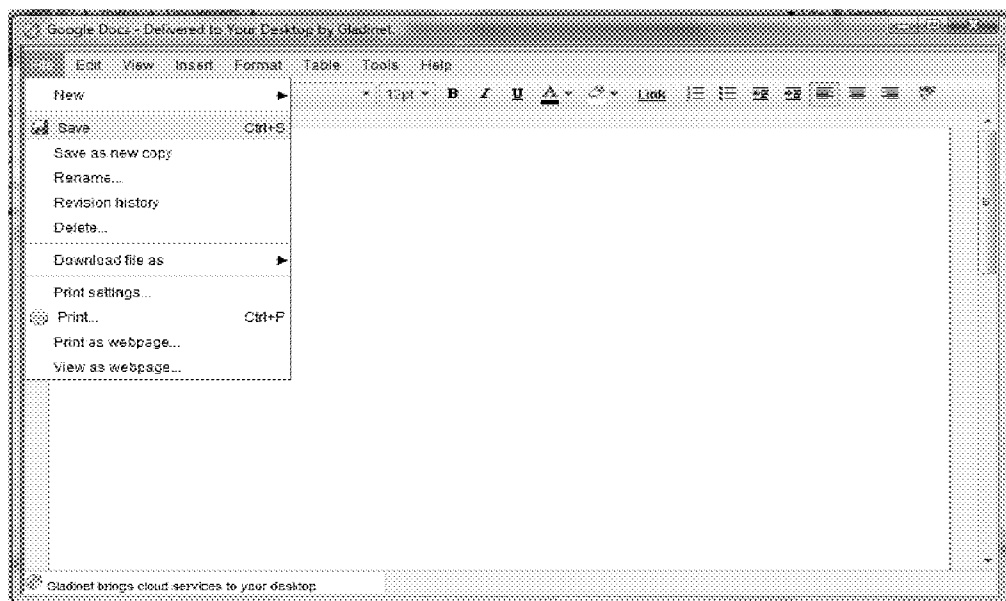 Google Docs - Delivered to Your Desktop by Gladinet
Edit View Insert Format Table Tools Help
New
12pt B I U A Link
Save Ctrl+S
Save as new copy
Rename...
Revision history
Delete...
Download file as
Print settings...
Print... Ctrl+P
Print as webpage...
View as webpage...
Gladinet brings cloud services to your desktop